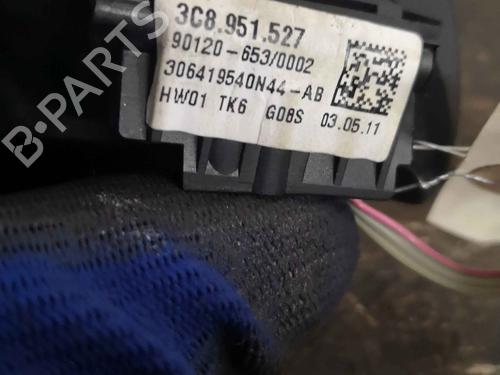 3C8.951.527
90120-653/0002
306419540N44-AB
HW01 TK6 G08S 03.05.11
B-PARTS